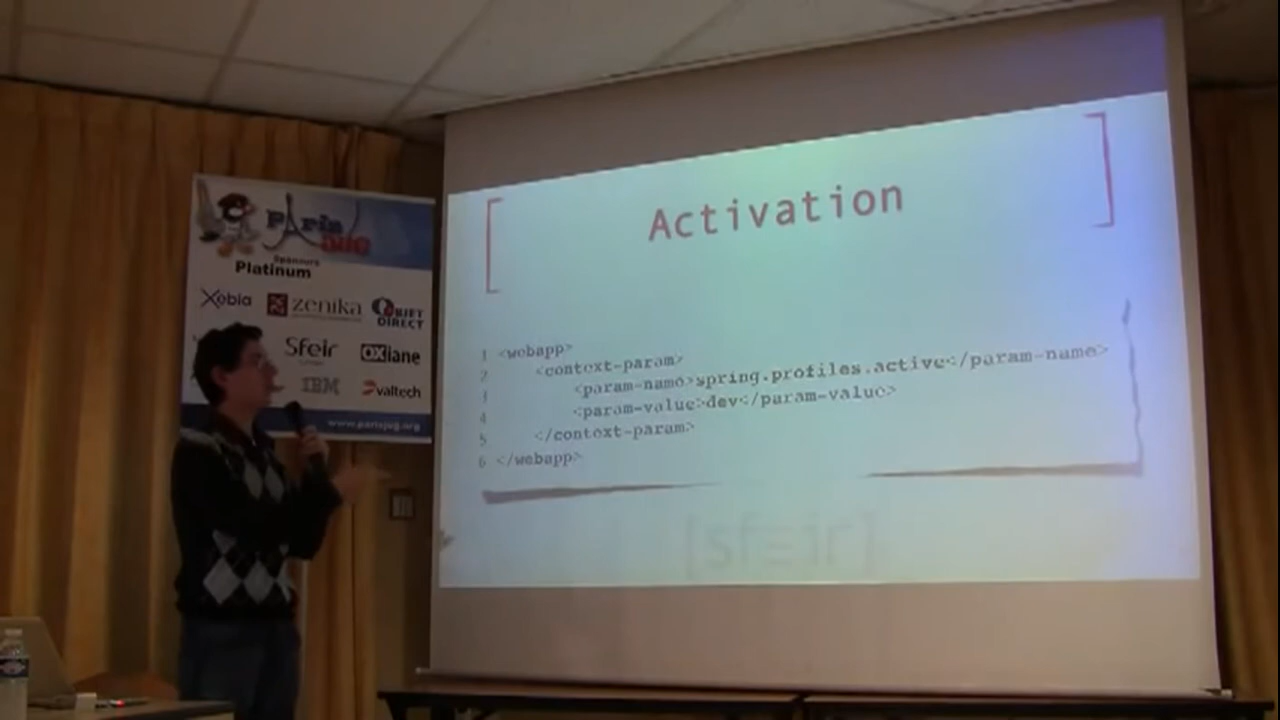 Paris
JUG
Sponsors
Platinum
Xebia
zenika
OBJET
DIRECT
Sfeir
OXiane
IBM
valtech
www.parisjug.org
Activation
1 <webapp>
2 <context-param>
3 <param-name>spring.profiles.active</param-name>
4 <param-value>dev</param-value>
5 </context-param>
6 </webapp>
[sfeir]